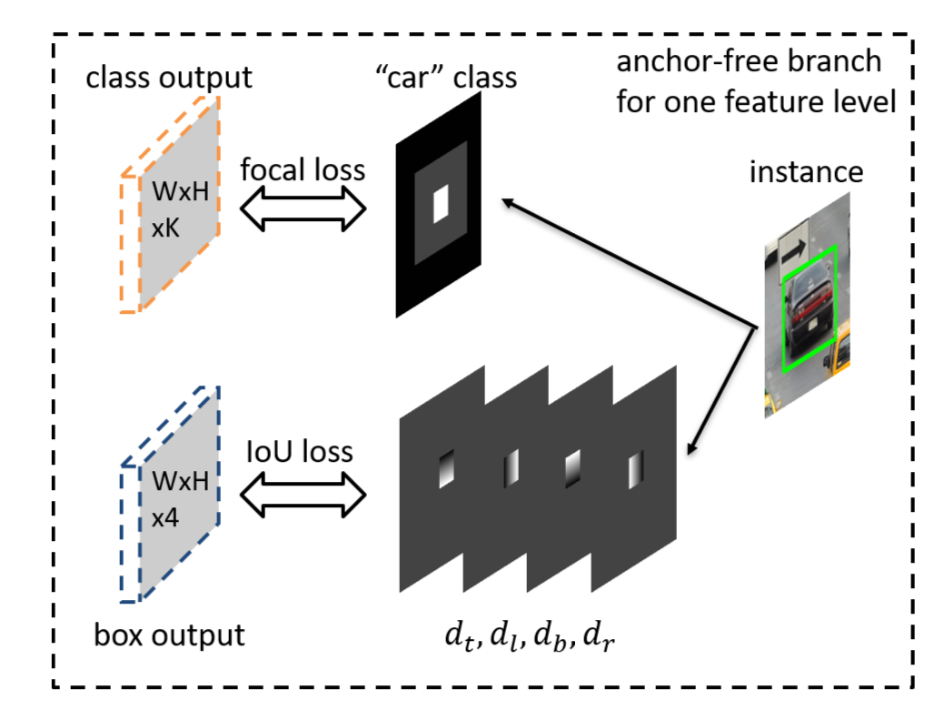 class output
“car” class
anchor-free branch
for one feature level
focal loss
instance
WxH
xK
IoU loss
WxH
x4
box output
d_t, d_l, d_b, d_r